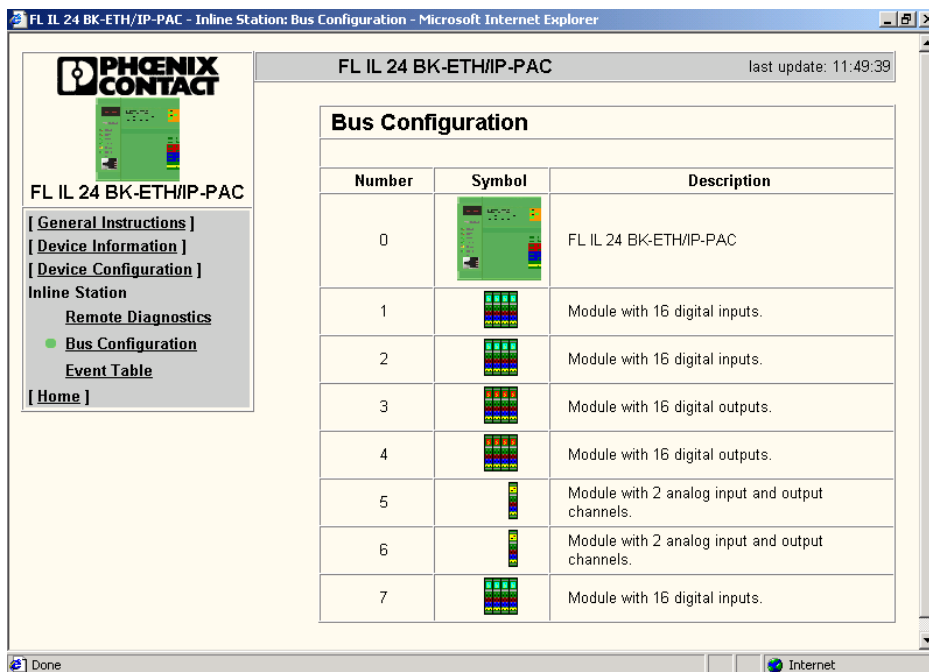 FL IL 24 BK-ETH/IP-PAC - Inline Station: Bus Configuration - Microsoft Internet Explorer
PHŒNIX
CONTACT
FL IL 24 BK-ETH/IP-PAC
[ General Instructions ]
[ Device Information ]
[ Device Configuration ]
Inline Station
Remote Diagnostics
Bus Configuration
Event Table
[ Home ]
FL IL 24 BK-ETH/IP-PAC last update: 11:49:39
Bus Configuration
Number Symbol Description
0 FL IL 24 BK-ETH/IP-PAC
1 Module with 16 digital inputs.
2 Module with 16 digital inputs.
3 Module with 16 digital outputs.
4 Module with 16 digital outputs.
5 Module with 2 analog input and output
channels.
6 Module with 2 analog input and output
channels.
7 Module with 16 digital inputs.
Done Internet